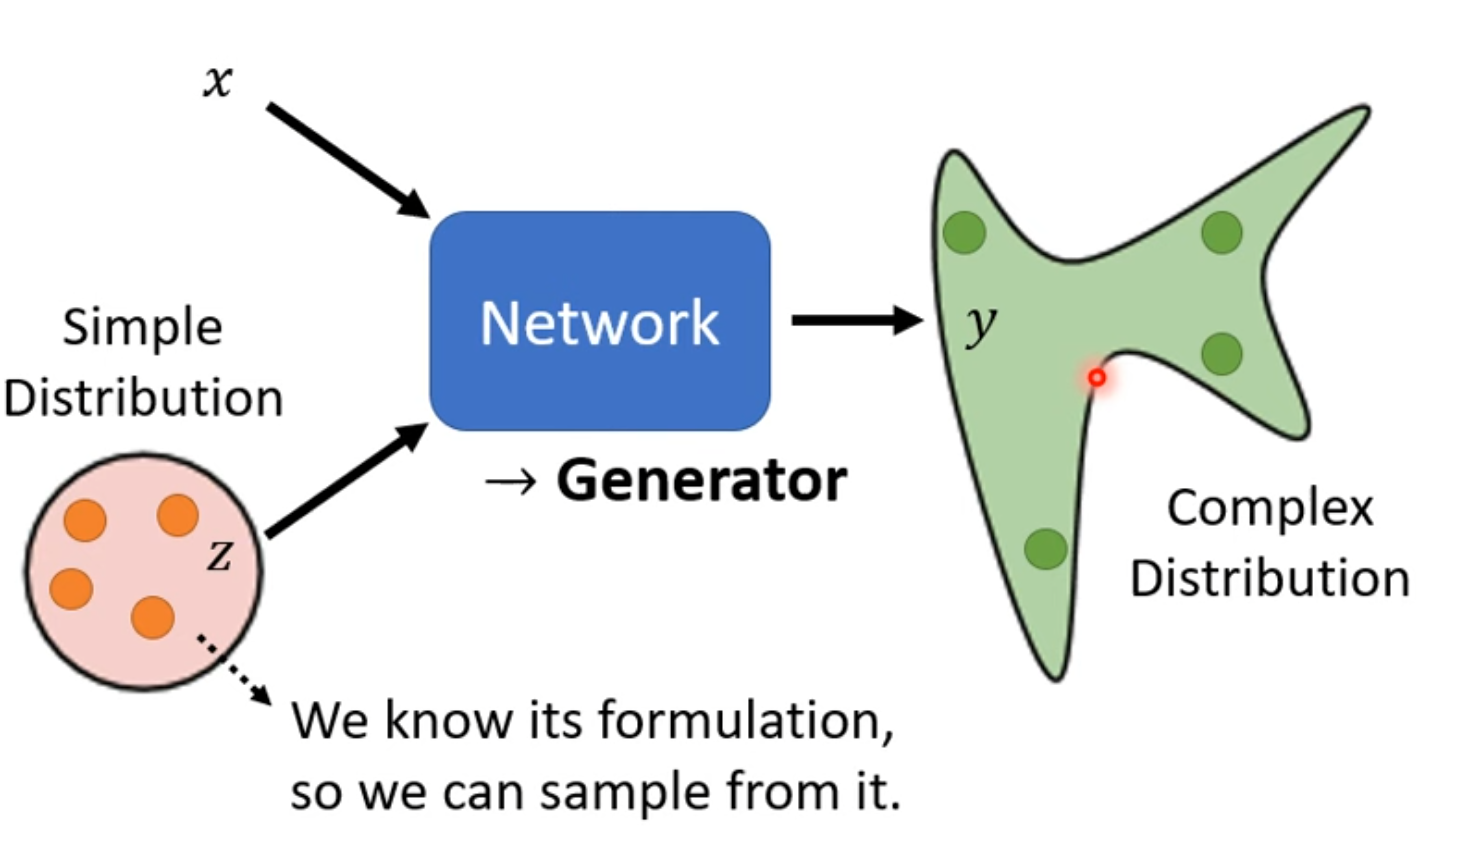 x
Simple
Distribution
z
Network
→ Generator
y
Complex
Distribution
We know its formulation,
so we can sample from it.